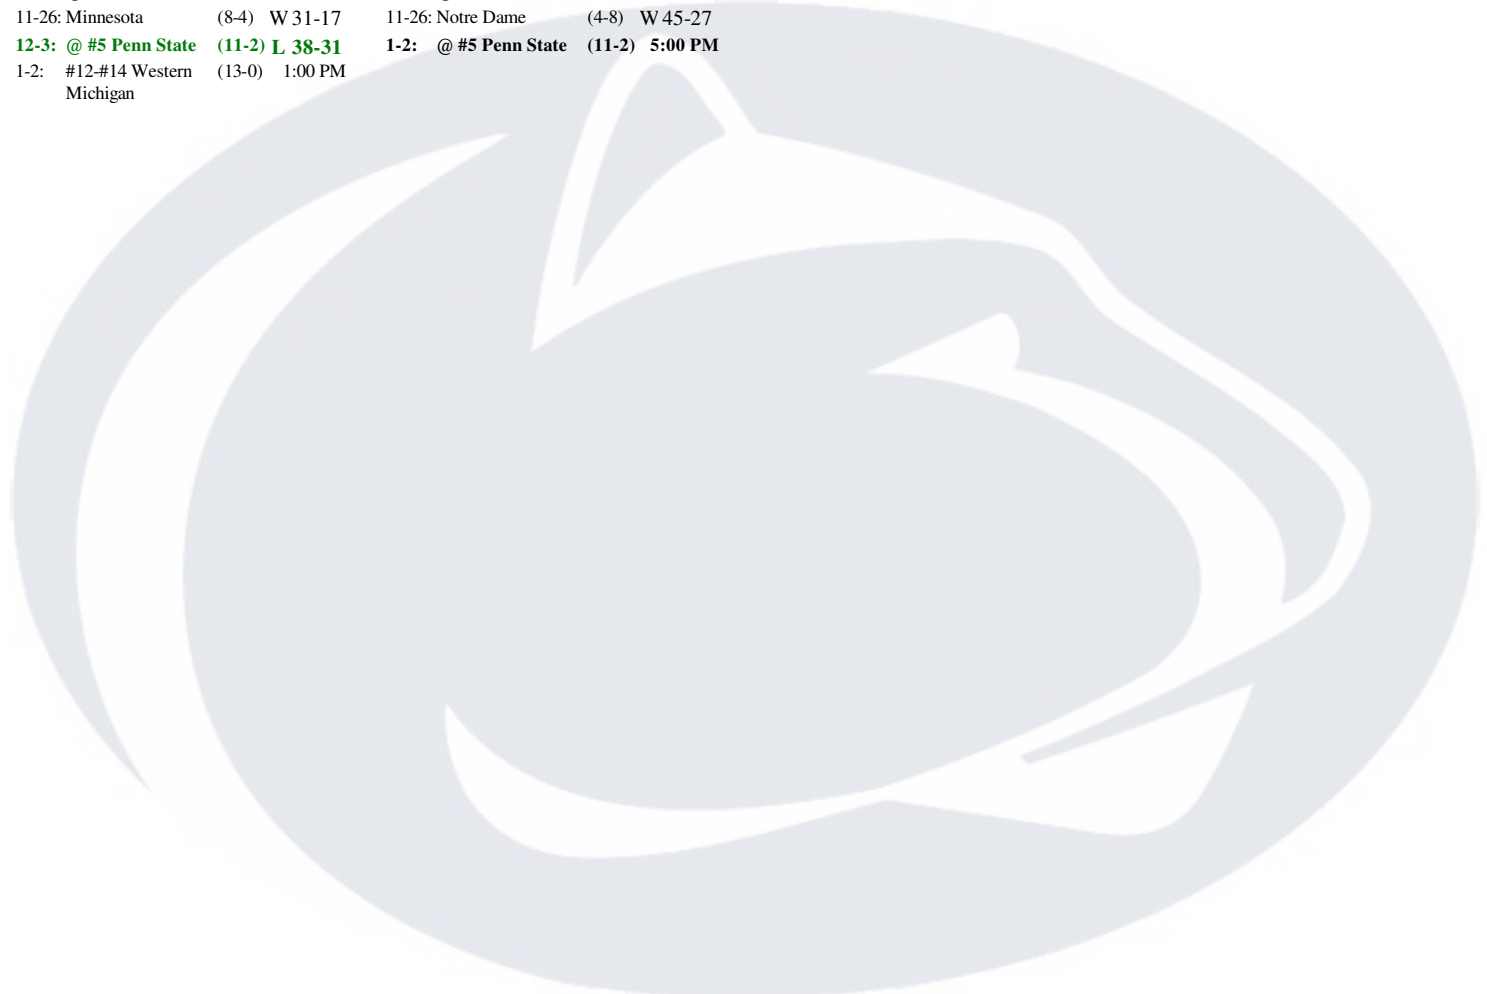 11-26: Minnesota (8-4) W 31-17
12-3: @ #5 Penn State (11-2) L 38-31
1-2: #12-#14 Western (13-0) 1:00 PM
Michigan
11-26: Notre Dame (4-8) W 45-27
1-2: @ #5 Penn State (11-2) 5:00 PM